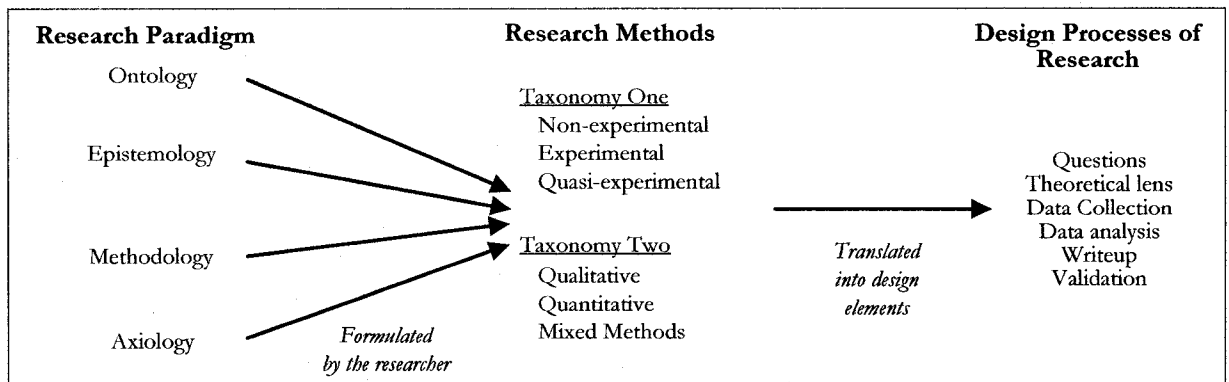 Research Paradigm
Ontology
Epistemology
Methodology
Axiology
Formulated
by the researcher
Research Methods
Taxonomy One
Non-experimental
Experimental
Quasi-experimental
Taxonomy Two
Qualitative
Quantitative
Mixed Methods
Translated
into design
elements
Design Processes of
Research
Questions
Theoretical lens
Data Collection
Data analysis
Writeup
Validation